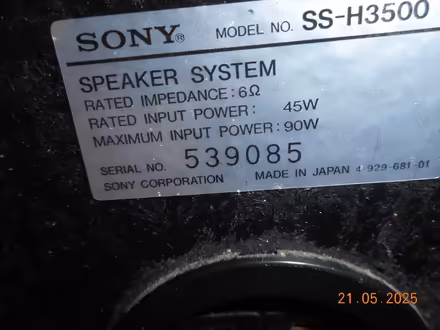 SONY® MODEL NO. SS-H3500
SPEAKER SYSTEM
RATED IMPEDANCE: 6Ω
RATED INPUT POWER: 45W
MAXIMUM INPUT POWER: 90W
SERIAL NO. 539085
SONY CORPORATION MADE IN JAPAN 4-929-681-01
21.05.2025